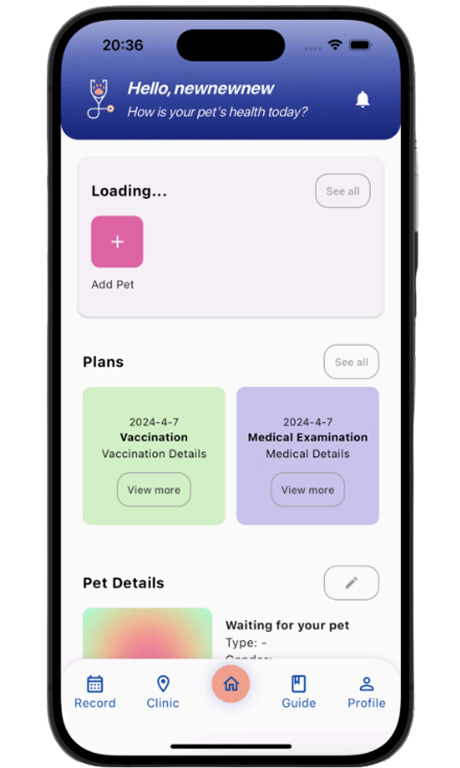 20:36
Hello, newnewnew
How is your pet's health today?
Loading...
See all
Add Pet
Plans
See all
2024-4-7
Vaccination
Vaccination Details
View more
2024-4-7
Medical Examination
Medical Details
View more
Pet Details
Waiting for your pet
Type: -
Record
Clinic
Guide
Profile